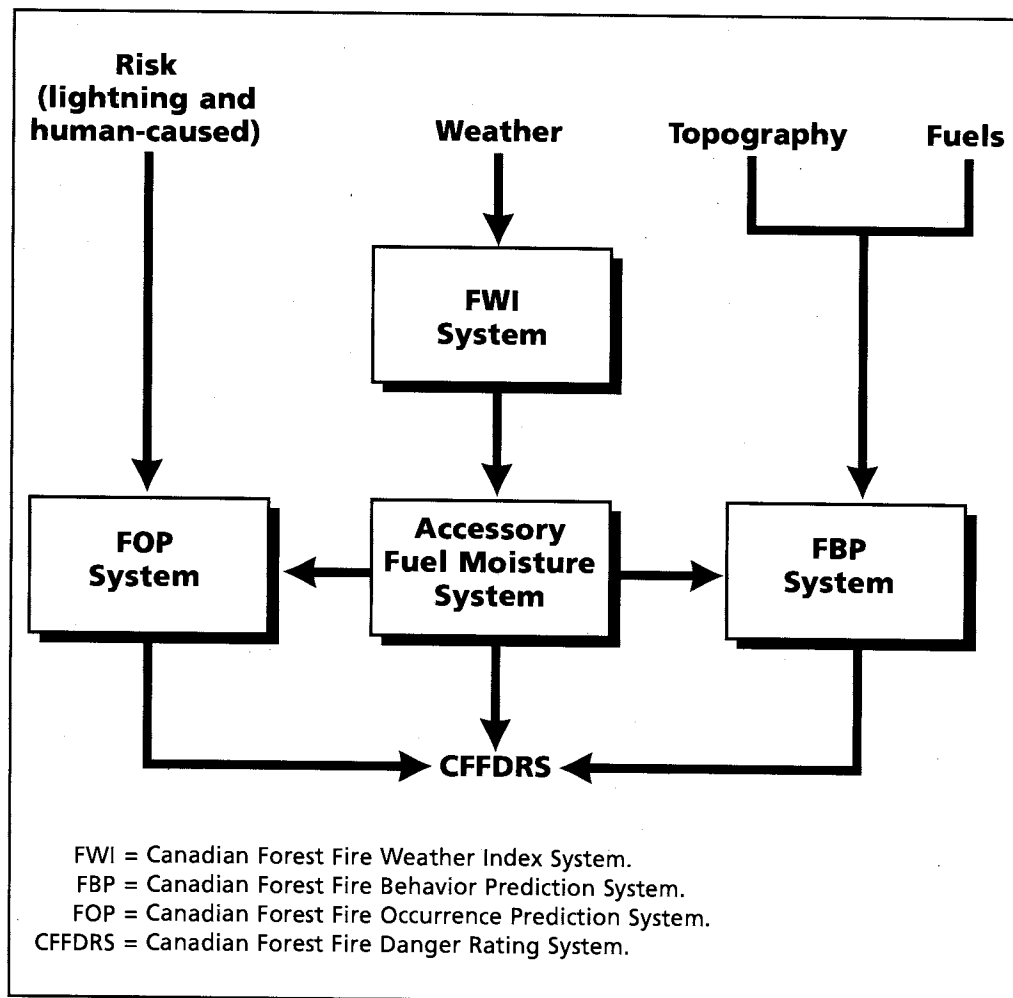 Risk
(lightning and
human-caused)
Weather
Topography
Fuels
FWI
System
FOP
System
Accessory
Fuel Moisture
System
FBP
System
CFFDRS
FWI = Canadian Forest Fire Weather Index System.
FBP = Canadian Forest Fire Behavior Prediction System.
FOP = Canadian Forest Fire Occurrence Prediction System.
CFFDRS = Canadian Forest Fire Danger Rating System.